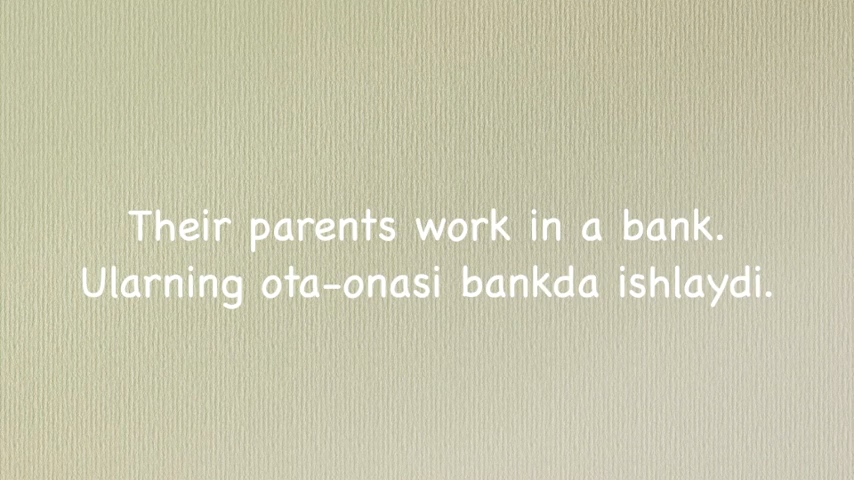 Their parents work in a bank.
Ularning ota-onasi bankda ishlaydi.